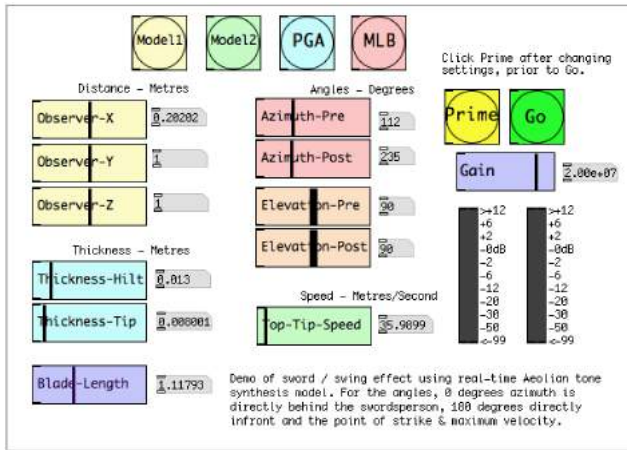 Model1 Model2 PGA MLB
Click Prime after changing
settings, prior to Go.
Distance - Metres
Angles - Degrees
Observer-X 0.20202
Observer-Y 1
Observer-Z 1
Azimuth-Pre 112
Azimuth-Post 235
Elevation-Pre 90
Elevation-Post 90
Prime Go
Gain 2.00e+07
>+12 >+12
+6 +6
+2 +2
-0dB -0dB
-2 -2
-6 -6
-12 -12
-20 -20
-30 -30
-50 -50
<-99 <-99
Thickness - Metres
Thickness-Hilt 0.013
Thickness-Tip 0.008001
Speed - Metres/Second
Top-Tip-Speed 35.9899
Blade-Length 1.11793
Demo of sword / swing effect using real-time Aeolian tone
synthesis model. For the angles, 0 degrees azimuth is
directly behind the swordsperson, 180 degrees directly
infront and the point of strike & maximum velocity.